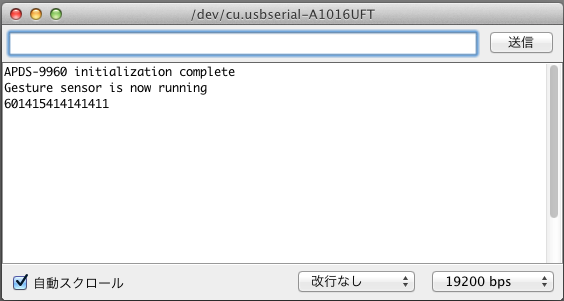 /dev/cu.usbserial-A1016UFT
送信
APDS-9960 initialization complete
Gesture sensor is now running
601415414141411
自動スクロール
改行なし
19200 bps